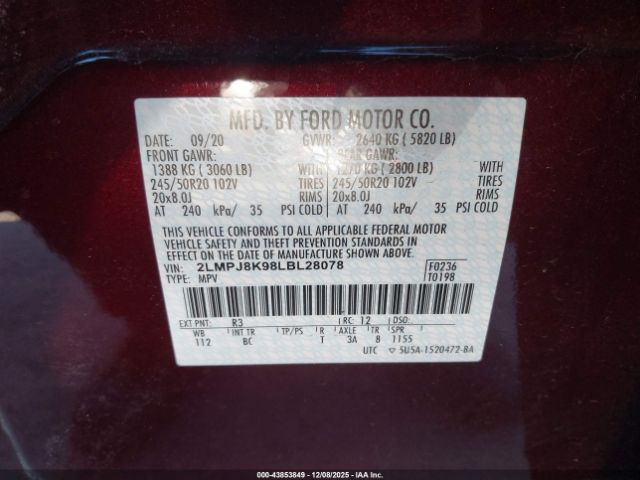 MFD. BY FORD MOTOR CO.
DATE: 09/20 GVWR: 2640 KG ( 5820 LB)
FRONT GAWR: REAR GAWR:
1388 KG ( 3060 LB) WITH 1270 KG ( 2800 LB) WITH
245/50R20 102V TIRES 245/50R20 102V TIRES
20x8.0J RIMS 20x8.0J RIMS
AT 240 kPa/ 35 PSI COLD AT 240 kPa/ 35 PSI COLD
THIS VEHICLE CONFORMS TO ALL APPLICABLE FEDERAL MOTOR
VEHICLE SAFETY AND THEFT PREVENTION STANDARDS IN
EFFECT ON THE DATE OF MANUFACTURE SHOWN ABOVE.
VIN: 2LMPJ8K98LBL28078 F0236
TYPE: MPV T0198
EXT PNT: R3 RC: 12 DSO:
WB INT TR TP/PS R AXLE TR SPR
112 BC T 3A 8 1155
UTC ▽ 5U5A-1520472-BA
000-43853849 | 12/08/2025 - IAA Inc.